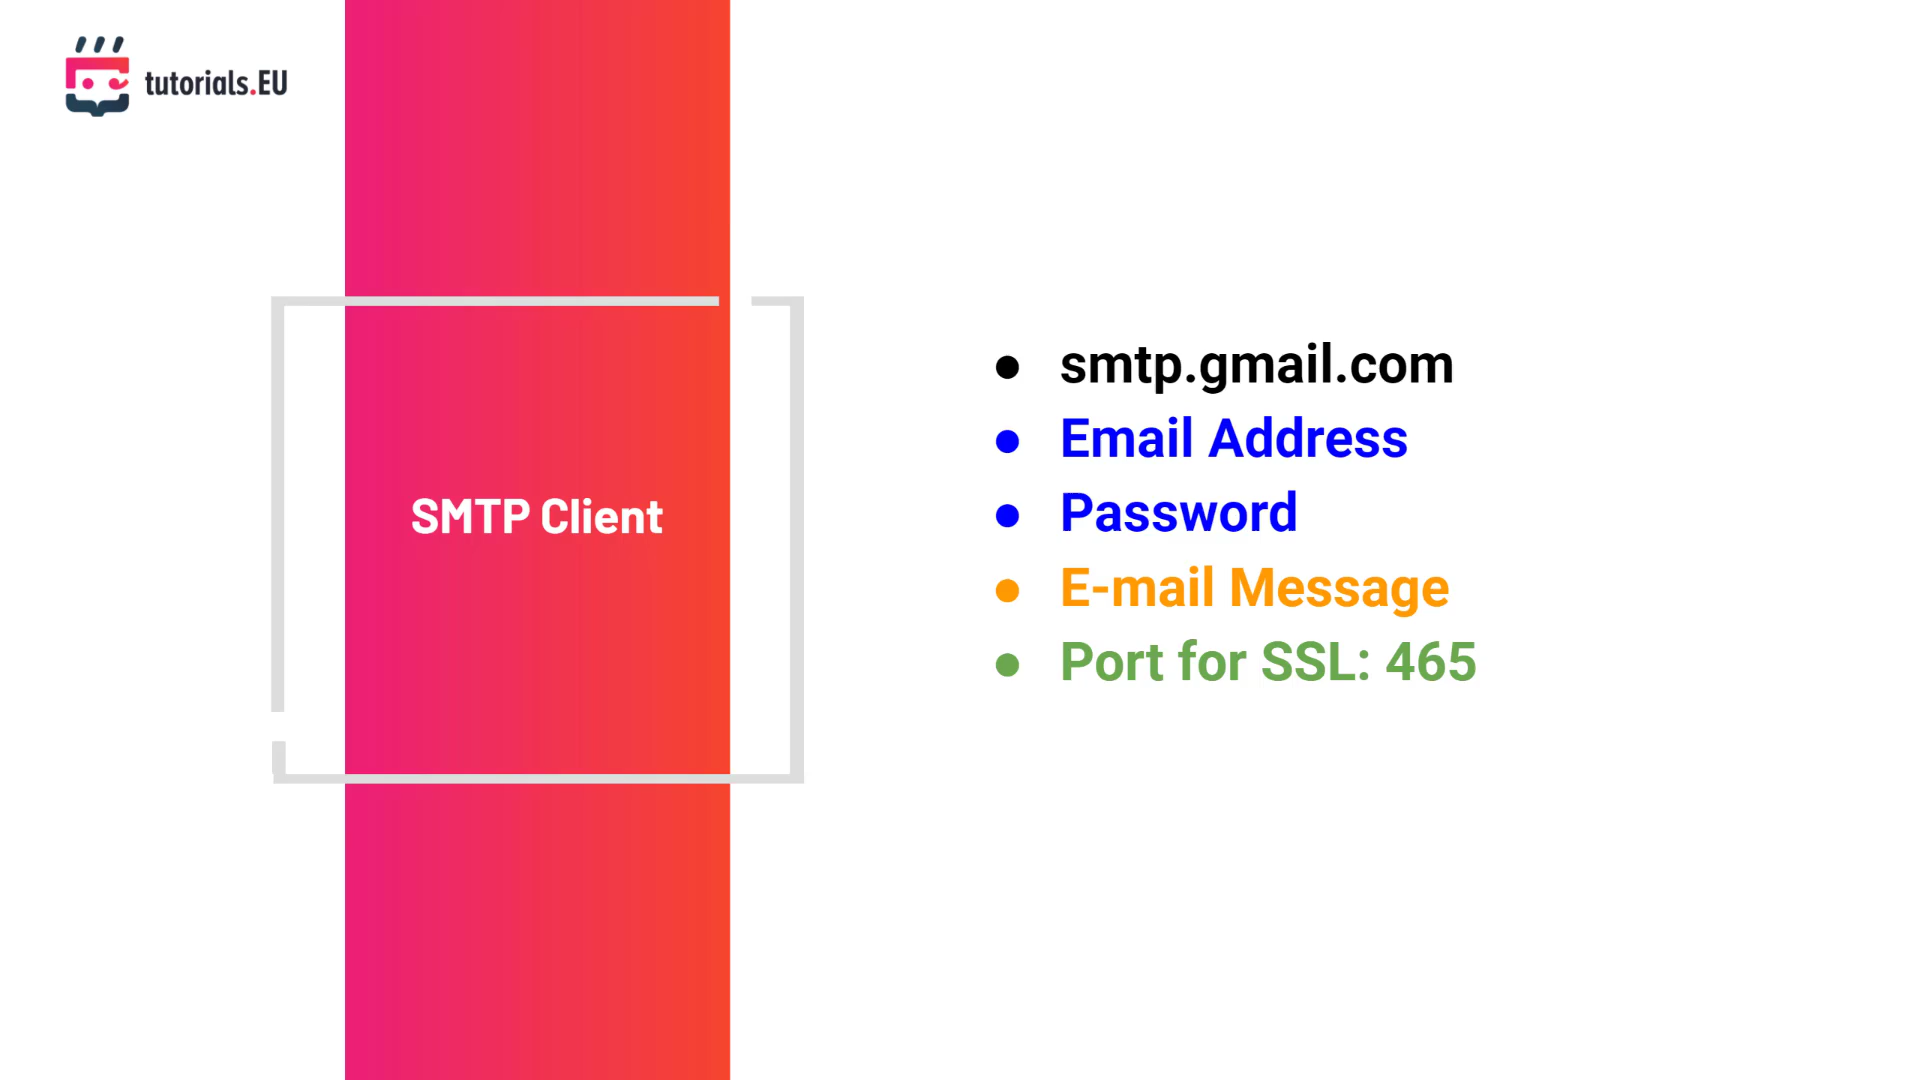 tutorials.EU
SMTP Client
● smtp.gmail.com
● Email Address
● Password
● E-mail Message
● Port for SSL: 465